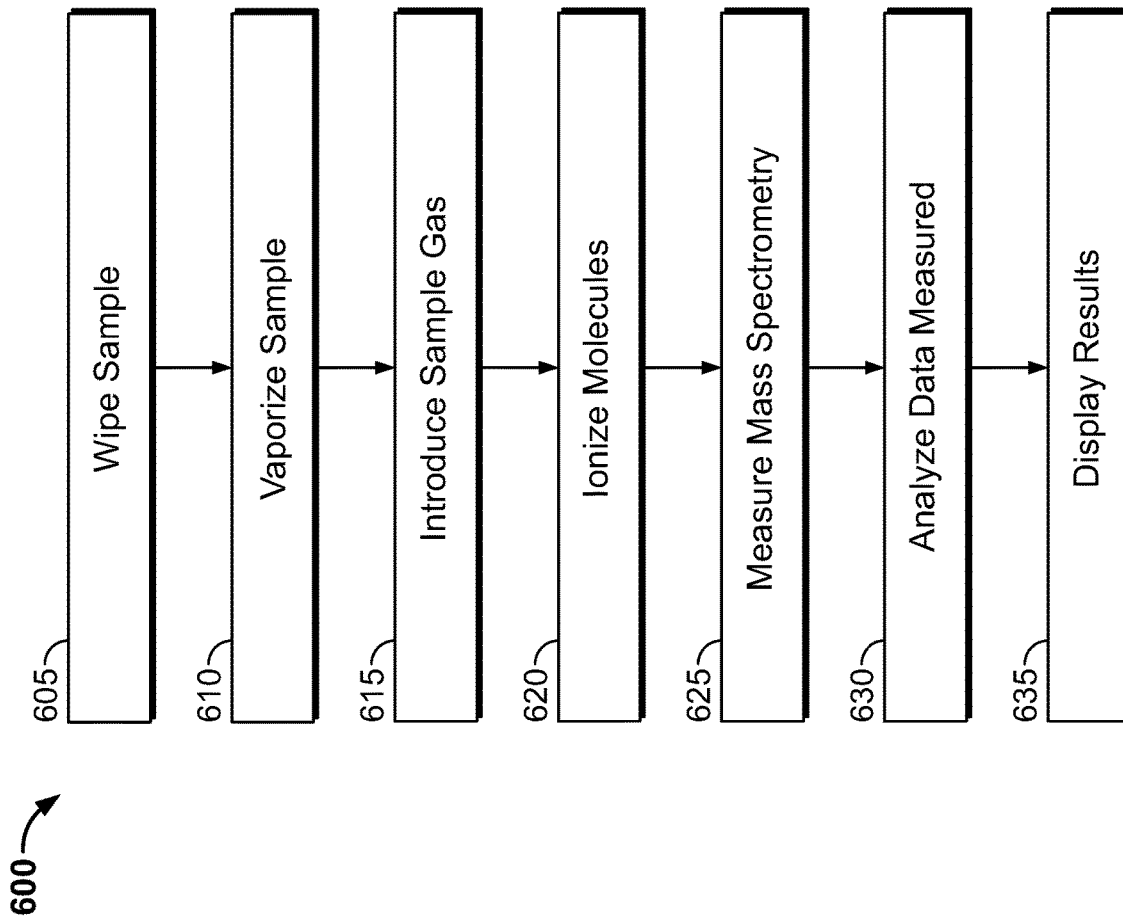 600
605
Wipe Sample
610
Vaporize Sample
615
Introduce Sample Gas
620
Ionize Molecules
625
Measure Mass Spectrometry
630
Analyze Data Measured
635
Display Results